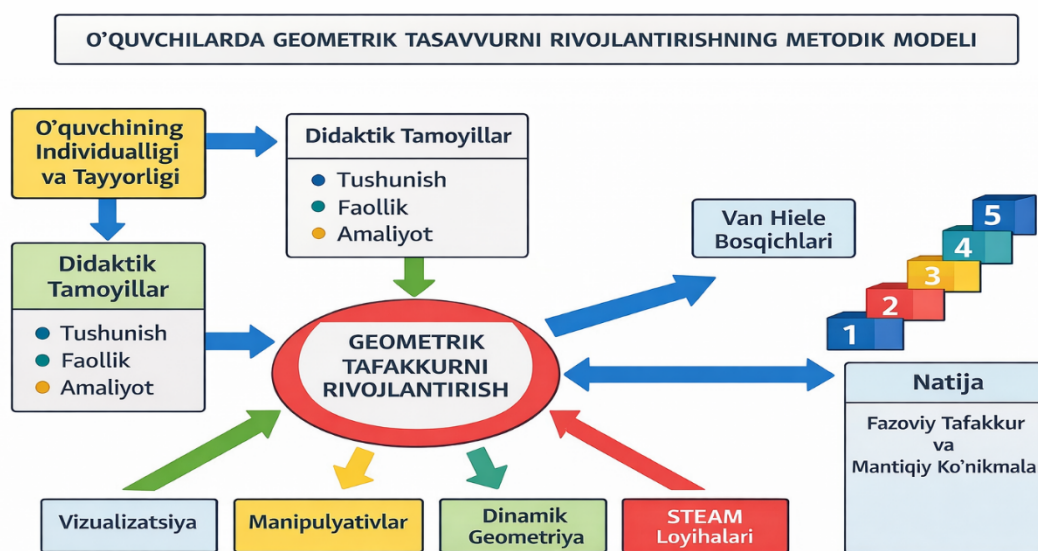 O'QUVCHILARDA GEOMETRIK TASAVVURNI RIVOJLANTIRISHNING METODIK MODELI
O'quvchining
Individualligi
va Tayyorligi
Didaktik Tamoyillar
Tushunish
Faollik
Amaliyot
Didaktik
Tamoyillar
Tushunish
Faollik
Amaliyot
GEOMETRIK
TAFAKKURNI
RIVOJLANTIRISH
Van Hiele
Bosqichlari
5
4
3
2
1
Natija
Fazoviy Tafakkur
va
Mantiqiy Ko'nikmala
Vizualizatsiya
Manipulyativlar
Dinamik
Geometriya
STEAM
Loyihalari